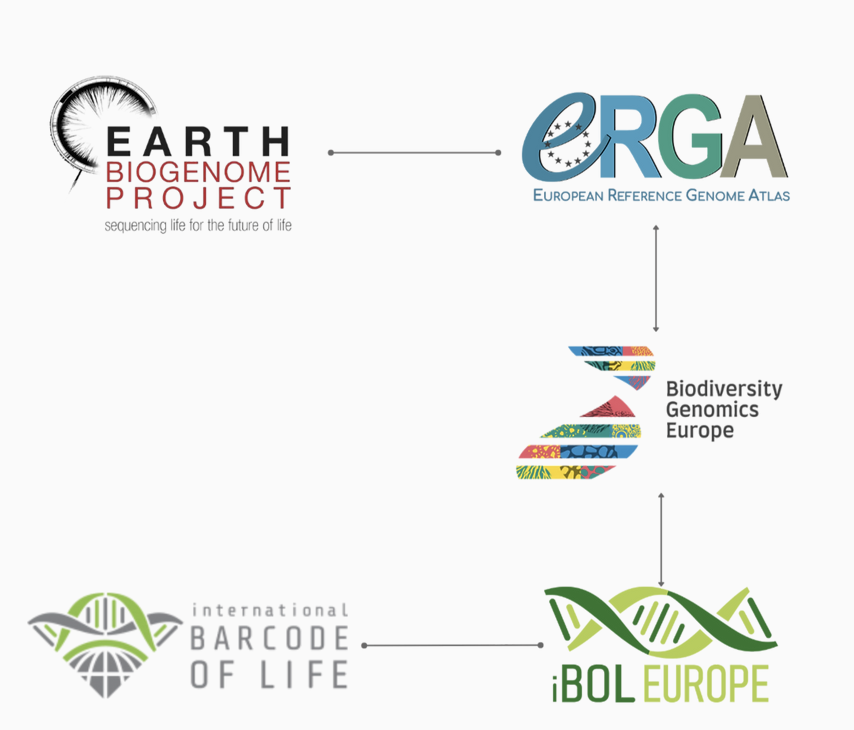 EARTH
BIOGENOME
PROJECT
sequencing life for the future of life
eRGA
EUROPEAN REFERENCE GENOME ATLAS
Biodiversity
Genomics
Europe
international
BARCODE
OF LIFE
iBOL EUROPE